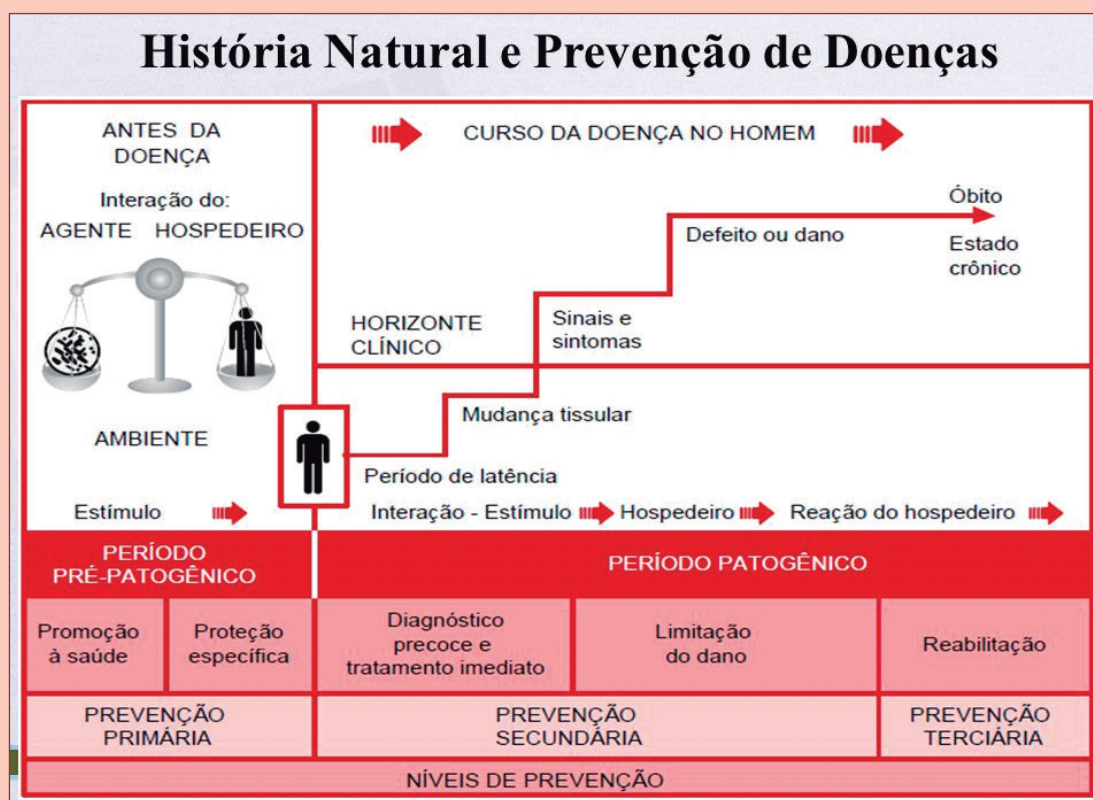 História Natural e Prevenção de Doenças
ANTES DA
DOENÇA
Interação do:
AGENTE HOSPEDEIRO
AMBIENTE
Estímulo
CURSO DA DOENÇA NO HOMEM
Óbito
Defeito ou dano
Estado
crônico
HORIZONTE
CLÍNICO
Sinais e
sintomas
Mudança tissular
Período de latência
Interação - Estímulo Hospedeiro Reação do hospedeiro
PERÍODO
PRÉ-PATOGÊNICO
PERÍODO PATOGÊNICO
Promoção
à saúde
Proteção
específica
Diagnóstico
precoce e
tratamento imediato
Limitação
do dano
Reabilitação
PREVENÇÃO
PRIMÁRIA
PREVENÇÃO
SECUNDÁRIA
PREVENÇÃO
TERCIÁRIA
NÍVEIS DE PREVENÇÃO